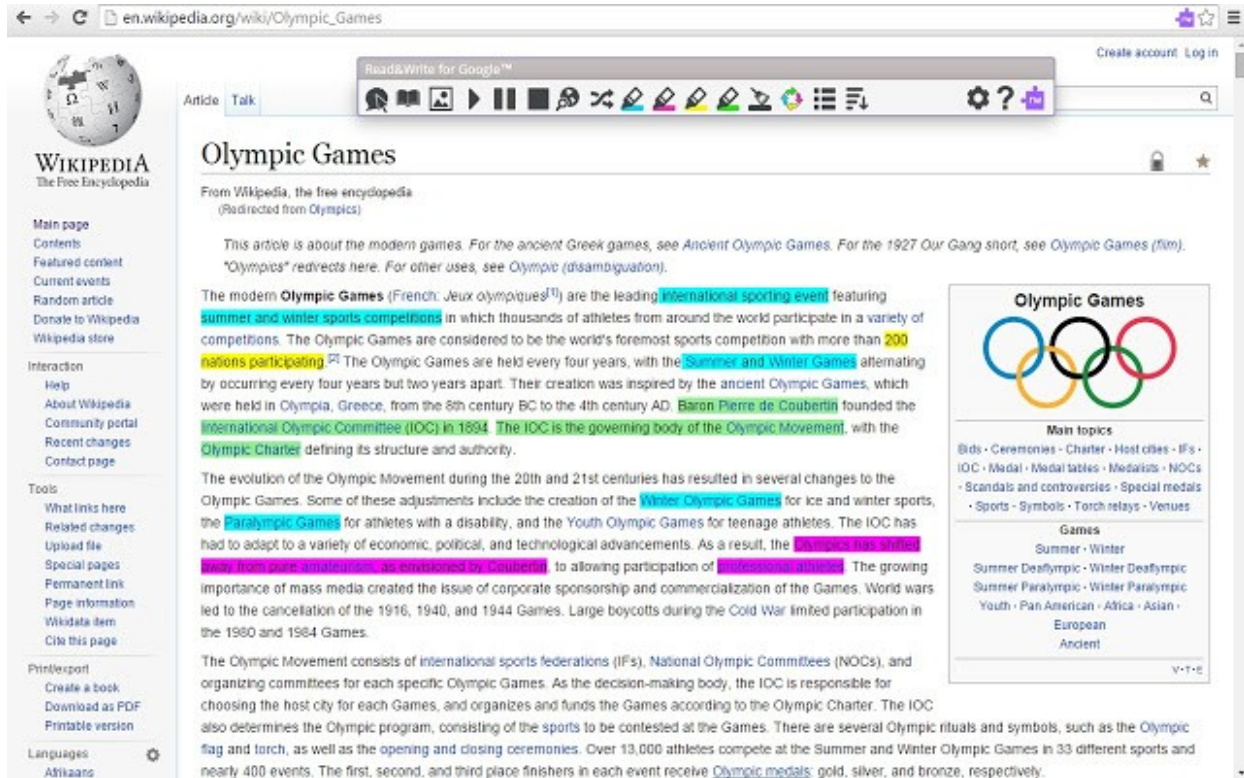 en.wikipedia.org/wiki/Olympic_Games
Create account Log in
Read&Write for Google™
Article Talk
WIKIPEDIA
The Free Encyclopedia
Main page
Contents
Featured content
Current events
Random article
Donate to Wikipedia
Wikipedia store
Interaction
Help
About Wikipedia
Community portal
Recent changes
Contact page
Tools
What links here
Related changes
Upload file
Special pages
Permanent link
Page information
Wikidata item
Cite this page
Print/export
Create a book
Download as PDF
Printable version
Languages
Afrikaans
Olympic Games
From Wikipedia, the free encyclopedia
(Redirected from Olympics)
This article is about the modern games. For the ancient Greek games, see Ancient Olympic Games. For the 1927 Our Gang short, see Olympic Games (film).
"Olympics" redirects here. For other uses, see Olympic (disambiguation).
The modern Olympic Games (French: Jeux olympiques[1]) are the leading international sporting event featuring
summer and winter sports competitions in which thousands of athletes from around the world participate in a variety of
competitions. The Olympic Games are considered to be the world's foremost sports competition with more than 200
nations participating.[2] The Olympic Games are held every four years, with the Summer and Winter Games alternating
by occurring every four years but two years apart. Their creation was inspired by the ancient Olympic Games, which
were held in Olympia, Greece, from the 8th century BC to the 4th century AD. Baron Pierre de Coubertin founded the
International Olympic Committee (IOC) in 1894. The IOC is the governing body of the Olympic Movement, with the
Olympic Charter defining its structure and authority.
The evolution of the Olympic Movement during the 20th and 21st centuries has resulted in several changes to the
Olympic Games. Some of these adjustments include the creation of the Winter Olympic Games for ice and winter sports,
the Paralympic Games for athletes with a disability, and the Youth Olympic Games for teenage athletes. The IOC has
had to adapt to a variety of economic, political, and technological advancements. As a result, the Olympics has shifted
away from pure amateurism, as envisioned by Coubertin, to allowing participation of professional athletes. The growing
importance of mass media created the issue of corporate sponsorship and commercialization of the Games. World wars
led to the cancellation of the 1916, 1940, and 1944 Games. Large boycotts during the Cold War limited participation in
the 1980 and 1984 Games.
The Olympic Movement consists of international sports federations (IFs), National Olympic Committees (NOCs), and
organizing committees for each specific Olympic Games. As the decision-making body, the IOC is responsible for
choosing the host city for each Games, and organizes and funds the Games according to the Olympic Charter. The IOC
also determines the Olympic program, consisting of the sports to be contested at the Games. There are several Olympic rituals and symbols, such as the Olympic
flag and torch, as well as the opening and closing ceremonies. Over 13,000 athletes compete at the Summer and Winter Olympic Games in 33 different sports and
nearly 400 events. The first, second, and third place finishers in each event receive Olympic medals: gold, silver, and bronze, respectively.
Olympic Games
Main topics
Bids · Ceremonies · Charter · Host cities · IFs ·
IOC · Medal · Medal tables · Medalists · NOCs
· Scandals and controversies · Special medals
· Sports · Symbols · Torch relays · Venues
Games
Summer · Winter
Summer Deaflympic · Winter Deaflympic
Summer Paralympic · Winter Paralympic
Youth · Pan American · Africa · Asian ·
European
Ancient
V·T·E